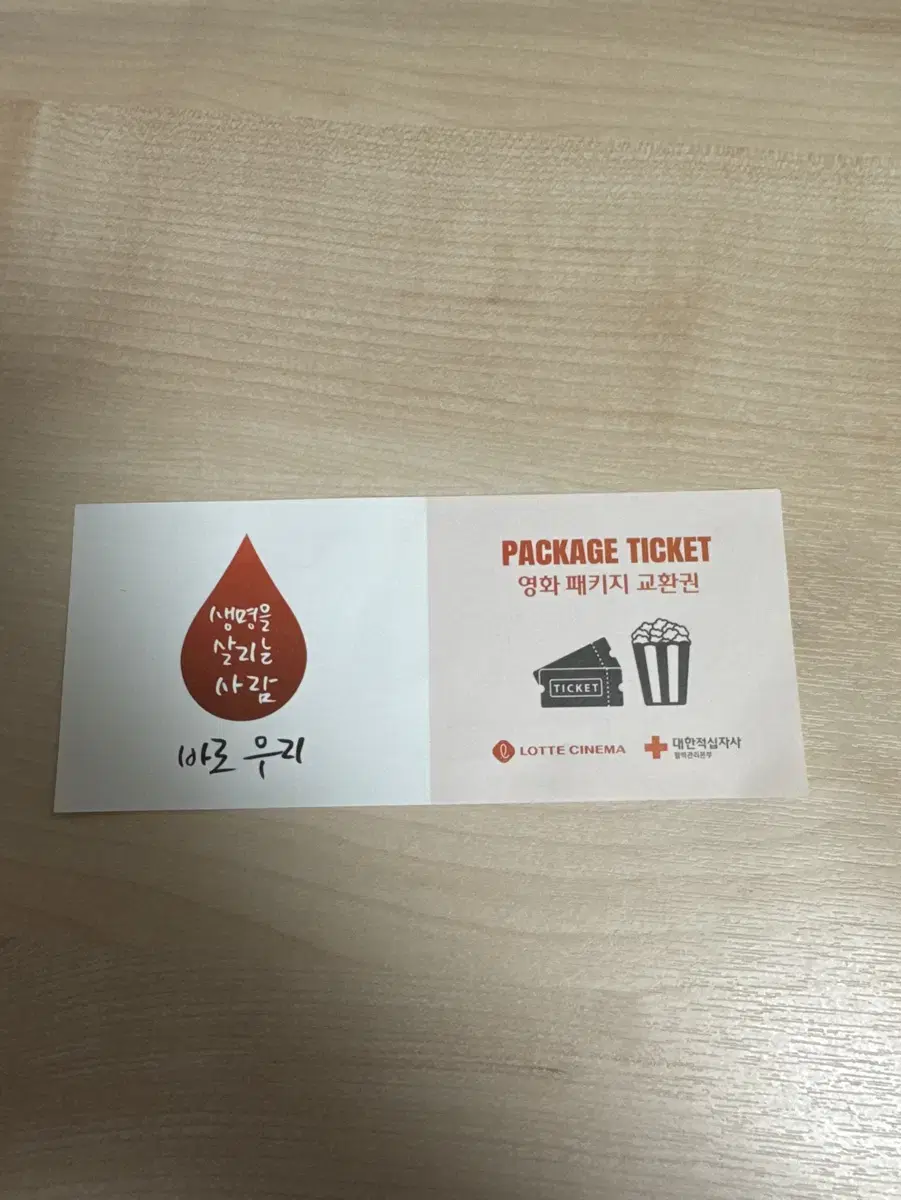 생명을
살리는
사람
바로 우리
PACKAGE TICKET
영화 패키지 교환권
TICKET
LOTTE CINEMA
대한적십자사
혈액관리본부